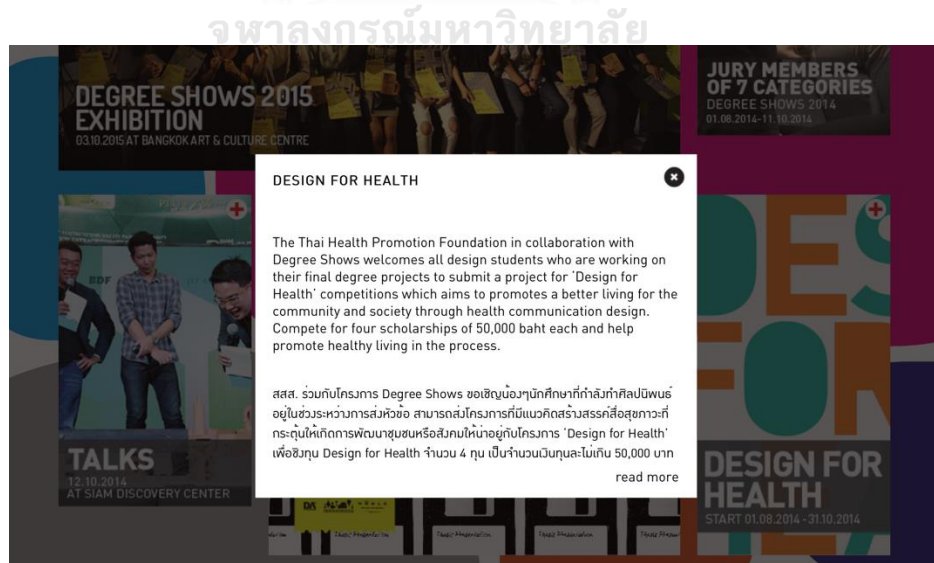 จุฬาลงกรณ์มหาวิทยาลัย
DEGREE SHOWS 2015
EXHIBITION
03.10.2015 AT BANGKOK ART & CULTURE CENTRE
JURY MEMBERS
OF 7 CATEGORIES
DEGREE SHOWS 2014
01.08.2014-11.10.2014
DESIGN FOR HEALTH
The Thai Health Promotion Foundation in collaboration with
Degree Shows welcomes all design students who are working on
their final degree projects to submit a project for 'Design for
Health' competitions which aims to promotes a better living for the
community and society through health communication design.
Compete for four scholarships of 50,000 baht each and help
promote healthy living in the process.
สสส. ร่วมกับโครงการ Degree Shows ขอเชิญน้องๆนักศึกษาที่กำลังทำศิลปนิพนธ์
อยู่ในช่วงระหว่างการส่งหัวข้อ สามารถส่งโครงการที่มีแนวคิดสร้างสรรค์สื่อสุขภาวะที่
กระตุ้นให้เกิดการพัฒนาชุมชนหรือสังคมให้น่าอยู่กับโครงการ 'Design for Health'
เพื่อชิงทุน Design for Health จำนวน 4 ทุน เป็นจำนวนเงินทุนละไม่เกิน 50,000 บาท
read more
BDF
TALKS
12.10.2014
AT SIAM DISCOVERY CENTER
DES
FOR
DESIGN FOR
HEALTH
START 01.08.2014 -31.10.2014